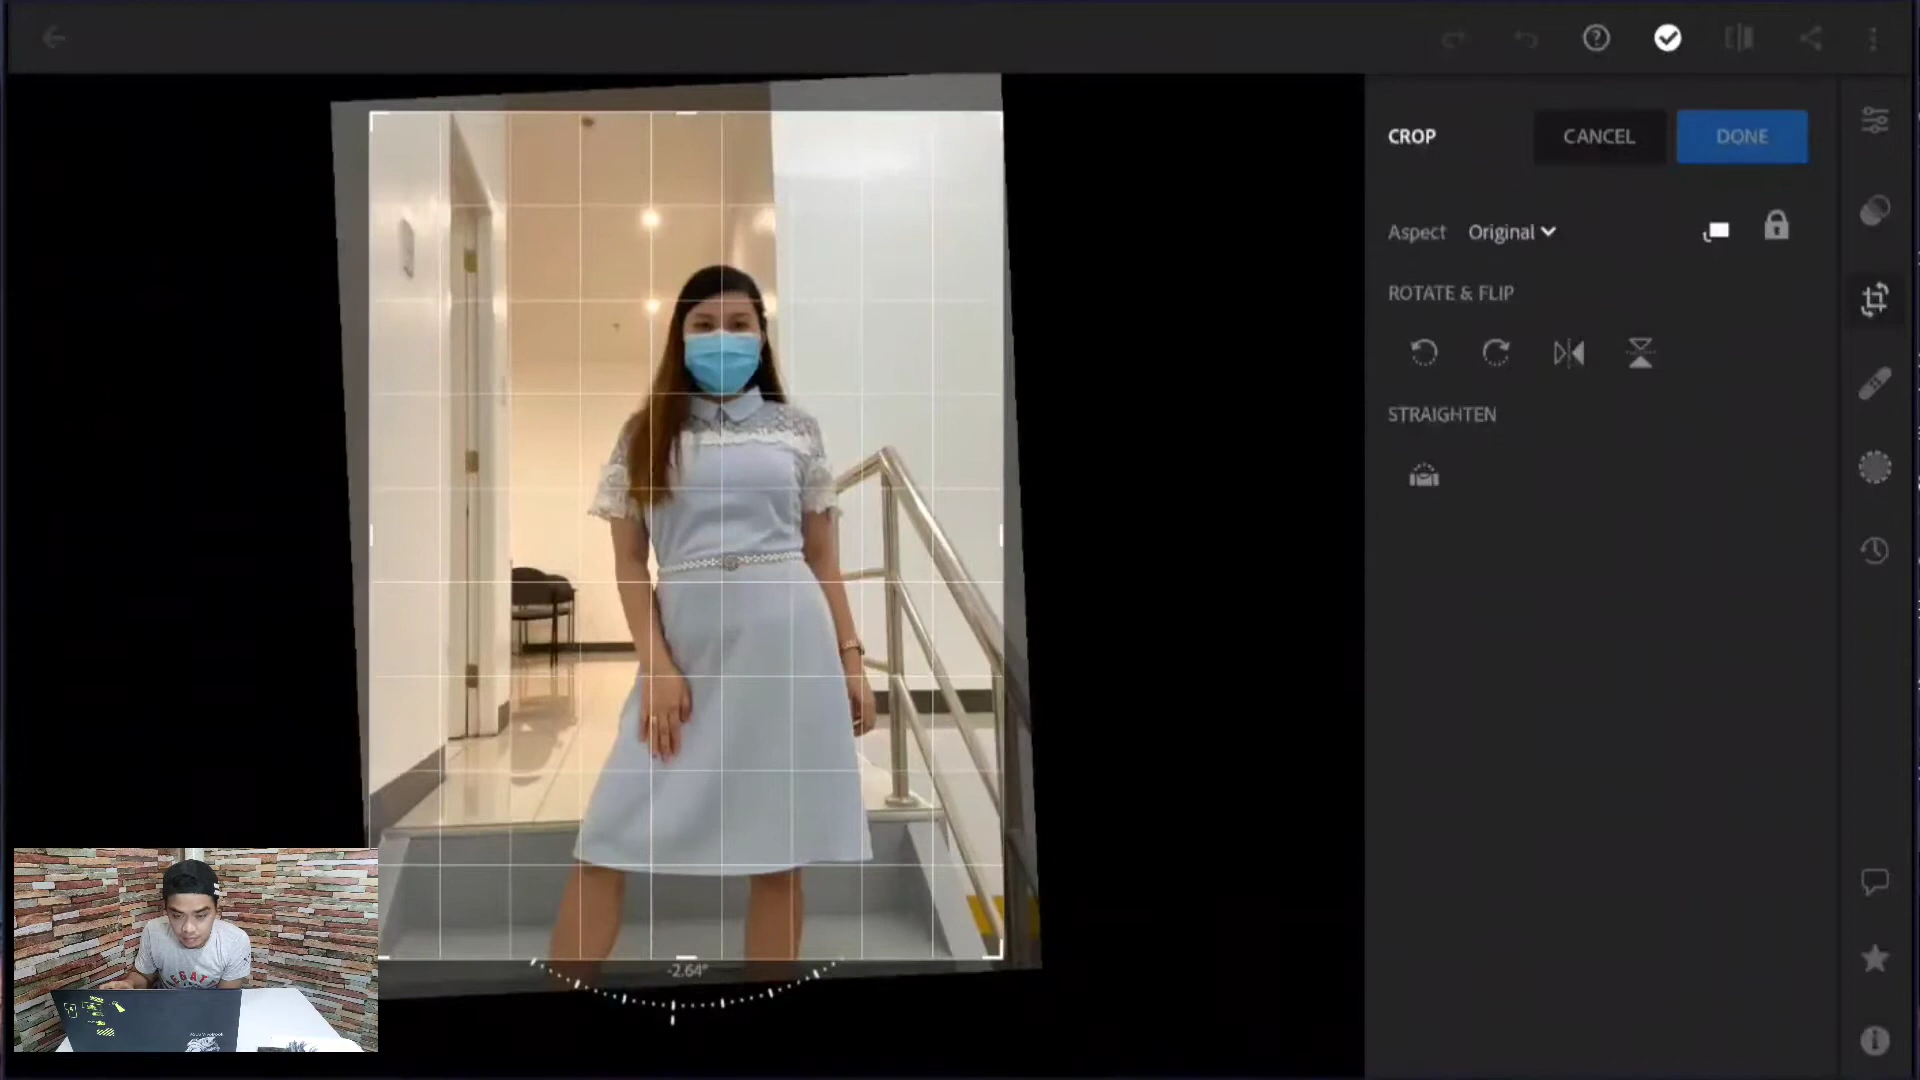 CROP
CANCEL
DONE
Aspect
Original
ROTATE & FLIP
STRAIGHTEN
-2.64°